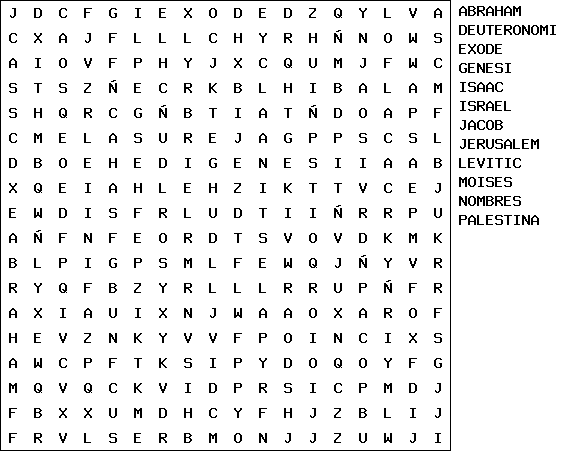 J D C F G I E X O D E D Z Q Y L V A
C X A J F L L L C H Y R H Ñ N O W S
A I O V F P H Y J X C Q U M J F W C
S T S Z Ñ E C R K B L H I B A L A M
S H Q R C G Ñ B T I A T Ñ D O A P F
C M E L A S U R E J A G P P S C S L
D B O E H E D I G E N E S I I A A B
X Q E I A H L E H Z I K T T V C E J
E W D I S F R L U D T I I Ñ R R P U
A Ñ F N F E O R D T S V O V D K M K
B L P I G P S M L F E W Q J Ñ Y V R
R Y Q F B Z Y R L L L R R U P Ñ F R
A X I A U I X N J W A A O X A R O F
H E V Z N K Y V V F P O I N C I X S
A W C P F T K S I P Y D O Q O Y F G
M Q V Q C K V I D P R S I C P M D J
F B X X U M D H C Y F H J Z B L I J
F R V L S E R B M O N J J Z U W J I
ABRAHAM
DEUTERONOMI
EXODE
GENESI
ISAAC
ISRAEL
JACOB
JERUSALEM
LEVITIC
MOISES
NOMBRES
PALESTINA